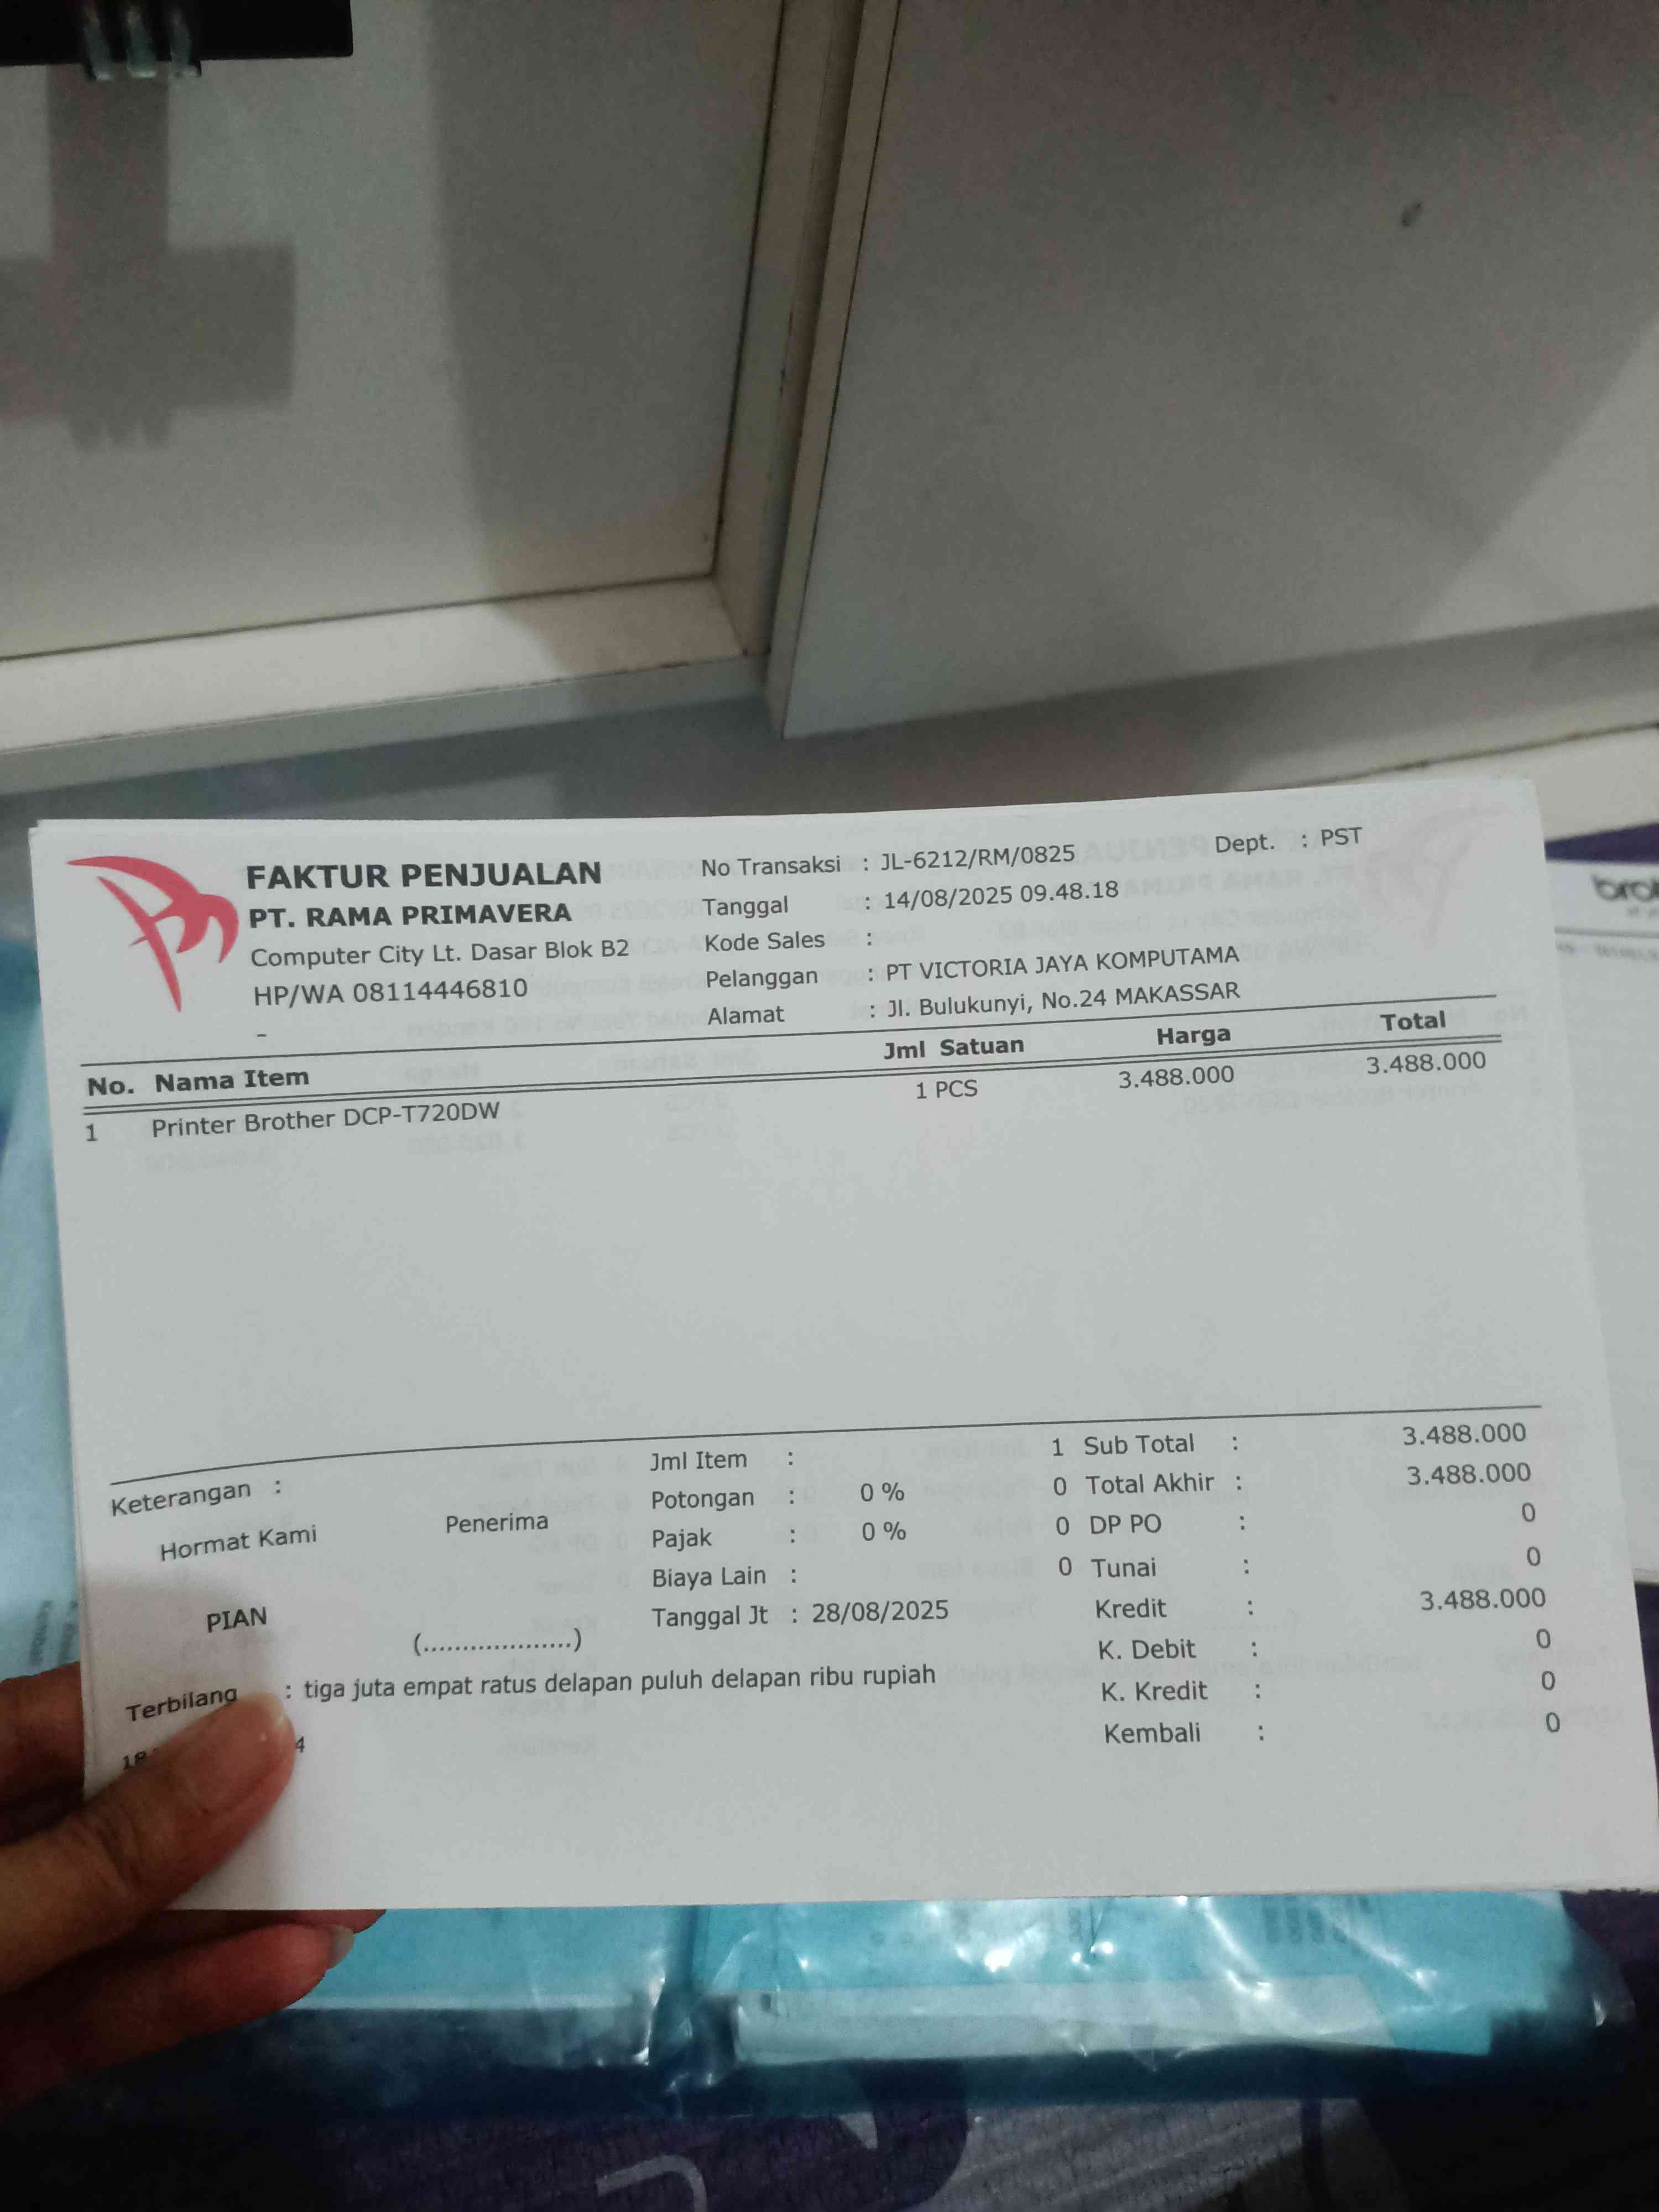 FAKTUR PENJUALAN
PT. RAMA PRIMAVERA
Computer City Lt. Dasar Blok B2
HP/WA 08114446810
-
No Transaksi : JL-6212/RM/0825 Dept. : PST
Tanggal : 14/08/2025 09.48.18
Kode Sales :
Pelanggan : PT VICTORIA JAYA KOMPUTAMA
Alamat : Jl. Bulukunyi, No.24 MAKASSAR
No. Nama Item Jml Satuan Harga Total
1 Printer Brother DCP-T720DW 1 PCS 3.488.000 3.488.000
Keterangan :
Hormat Kami Penerima
PIAN (...................)
Jml Item : 1
Potongan : 0 % 0
Pajak : 0 % 0
Biaya Lain : 0
Tanggal Jt : 28/08/2025
Sub Total : 3.488.000
Total Akhir : 3.488.000
DP PO : 0
Tunai : 0
Kredit : 3.488.000
K. Debit : 0
K. Kredit : 0
Kembali : 0
Terbilang : tiga juta empat ratus delapan puluh delapan ribu rupiah